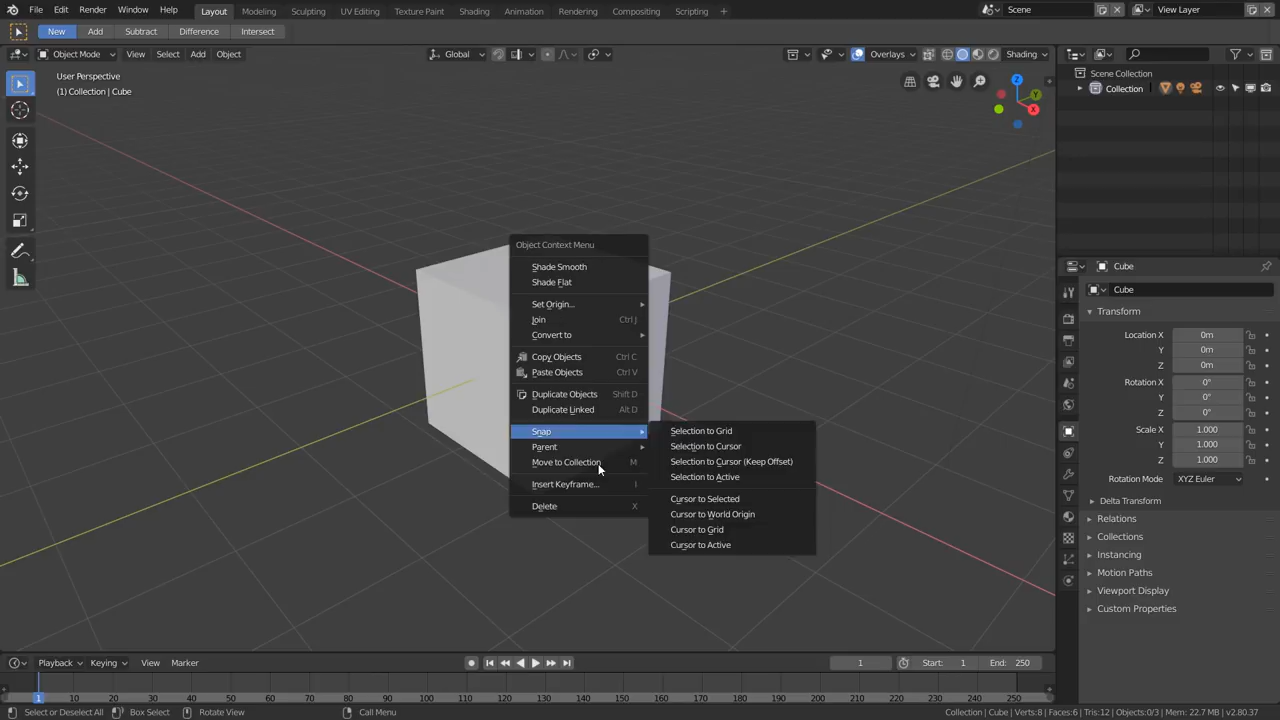 File Edit Render Window Help Layout Modeling Sculpting UV Editing Texture Paint Shading Animation Rendering Compositing Scripting + Scene View Layer
New Add Subtract Difference Intersect
Object Mode View Select Add Object Global Overlays Shading
User Perspective
(1) Collection | Cube
Z
Y
X
Scene Collection
Collection
Object Context Menu
Shade Smooth
Shade Flat
Set Origin...
Join Ctrl J
Convert to
Copy Objects Ctrl C
Paste Objects Ctrl V
Duplicate Objects Shift D
Duplicate Linked Alt D
Snap
Parent
Move to Collection M
Insert Keyframe... I
Delete X
Selection to Grid
Selection to Cursor
Selection to Cursor (Keep Offset)
Selection to Active
Cursor to Selected
Cursor to World Origin
Cursor to Grid
Cursor to Active
Cube
Cube
Transform
Location X 0m
Y 0m
Z 0m
Rotation X 0°
Y 0°
Z 0°
Scale X 1.000
Y 1.000
Z 1.000
Rotation Mode XYZ Euler
Delta Transform
Relations
Collections
Instancing
Motion Paths
Viewport Display
Custom Properties
Playback Keying View Marker 1 Start: 1 End: 250
1 10 20 30 40 50 60 70 80 90 100 110 120 130 140 150 160 170 180 190 200 210 220 230 240 250
Select or Deselect All Box Select Rotate View Call Menu Collection | Cube | Verts:8 | Faces:6 | Tris:12 | Objects:0/3 | Mem: 22.7 MB | v2.80.37